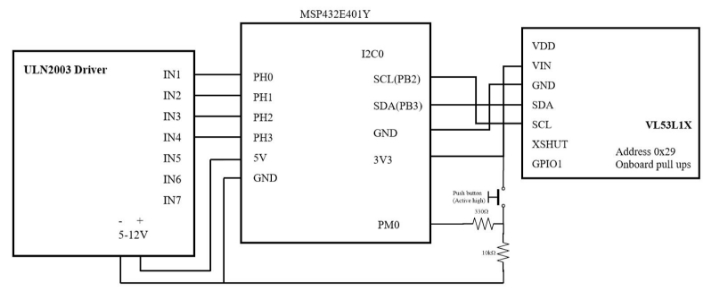 MSP432E401Y
ULN2003 Driver
IN1
IN2
IN3
IN4
IN5
IN6
IN7
- +
5-12V
I2C0
PH0
PH1
PH2
PH3
5V
GND
SCL(PB2)
SDA(PB3)
GND
3V3
PM0
VDD
VIN
GND
SDA
SCL
XSHUT
GPIO1
VL53L1X
Address 0x29
Onboard pull ups
Push button
(Active high)
330Ω
10kΩ